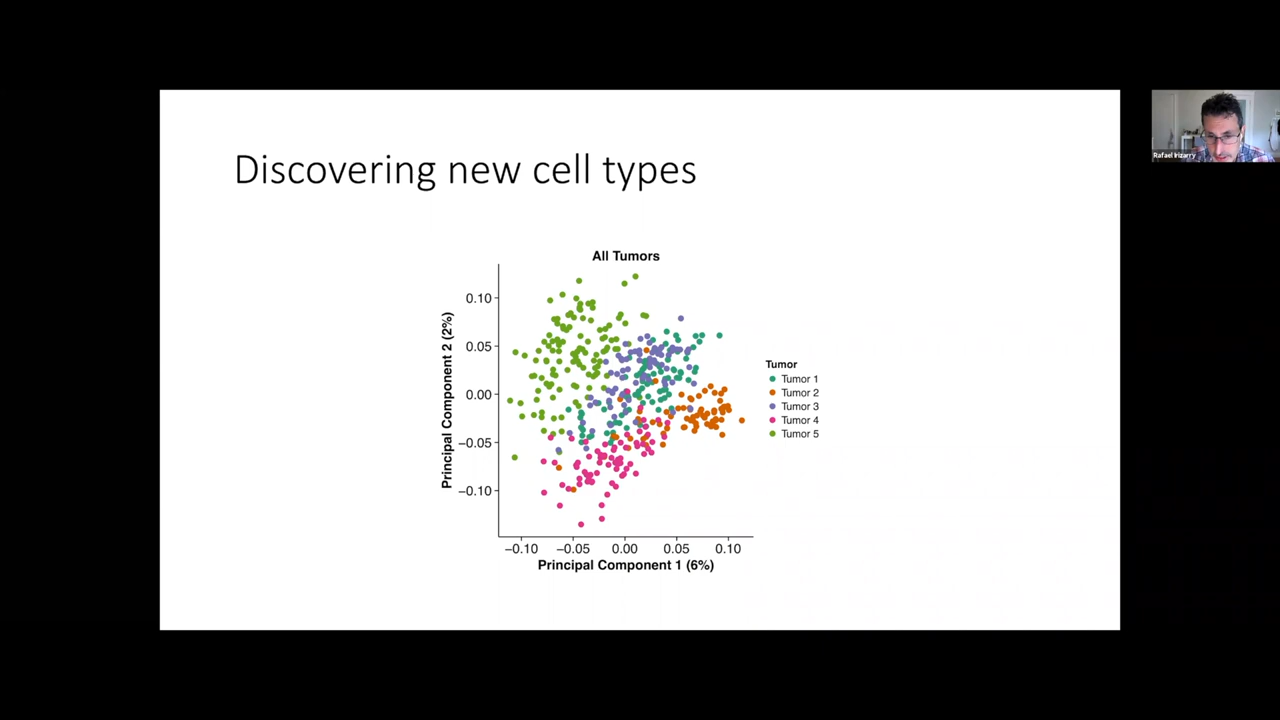 Discovering new cell types
Rafael Irizarry
All Tumors
Principal Component 2 (2%)
0.10
0.05
0.00
−0.05
−0.10
−0.10 −0.05 0.00 0.05 0.10
Principal Component 1 (6%)
Tumor
Tumor 1
Tumor 2
Tumor 3
Tumor 4
Tumor 5